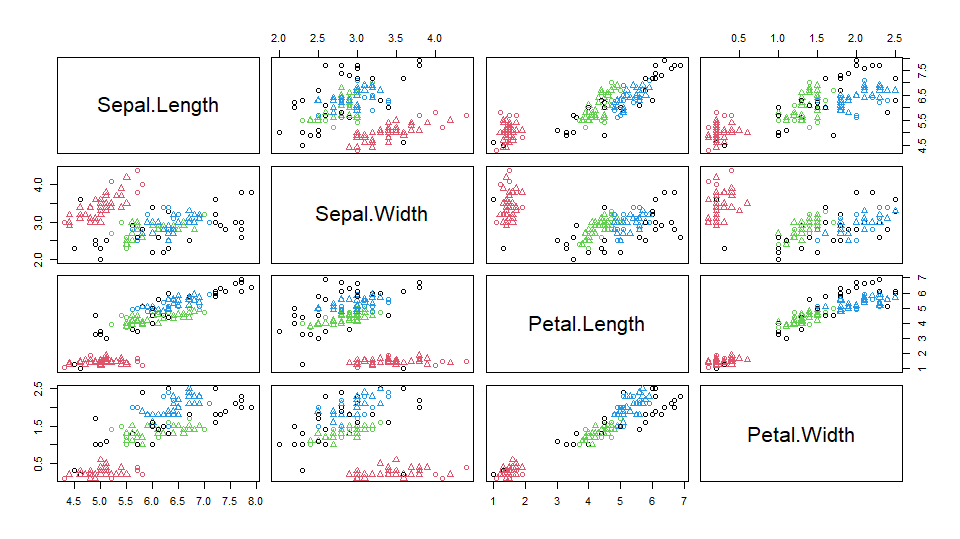 2.0 2.5 3.0 3.5 4.0
0.5 1.0 1.5 2.0 2.5
Sepal.Length
4.5 5.5 6.5 7.5
2.0 3.0 4.0
Sepal.Width
Petal.Length
1 2 3 4 5 6 7
0.5 1.5 2.5
Petal.Width
4.5 5.0 5.5 6.0 6.5 7.0 7.5 8.0
1 2 3 4 5 6 7